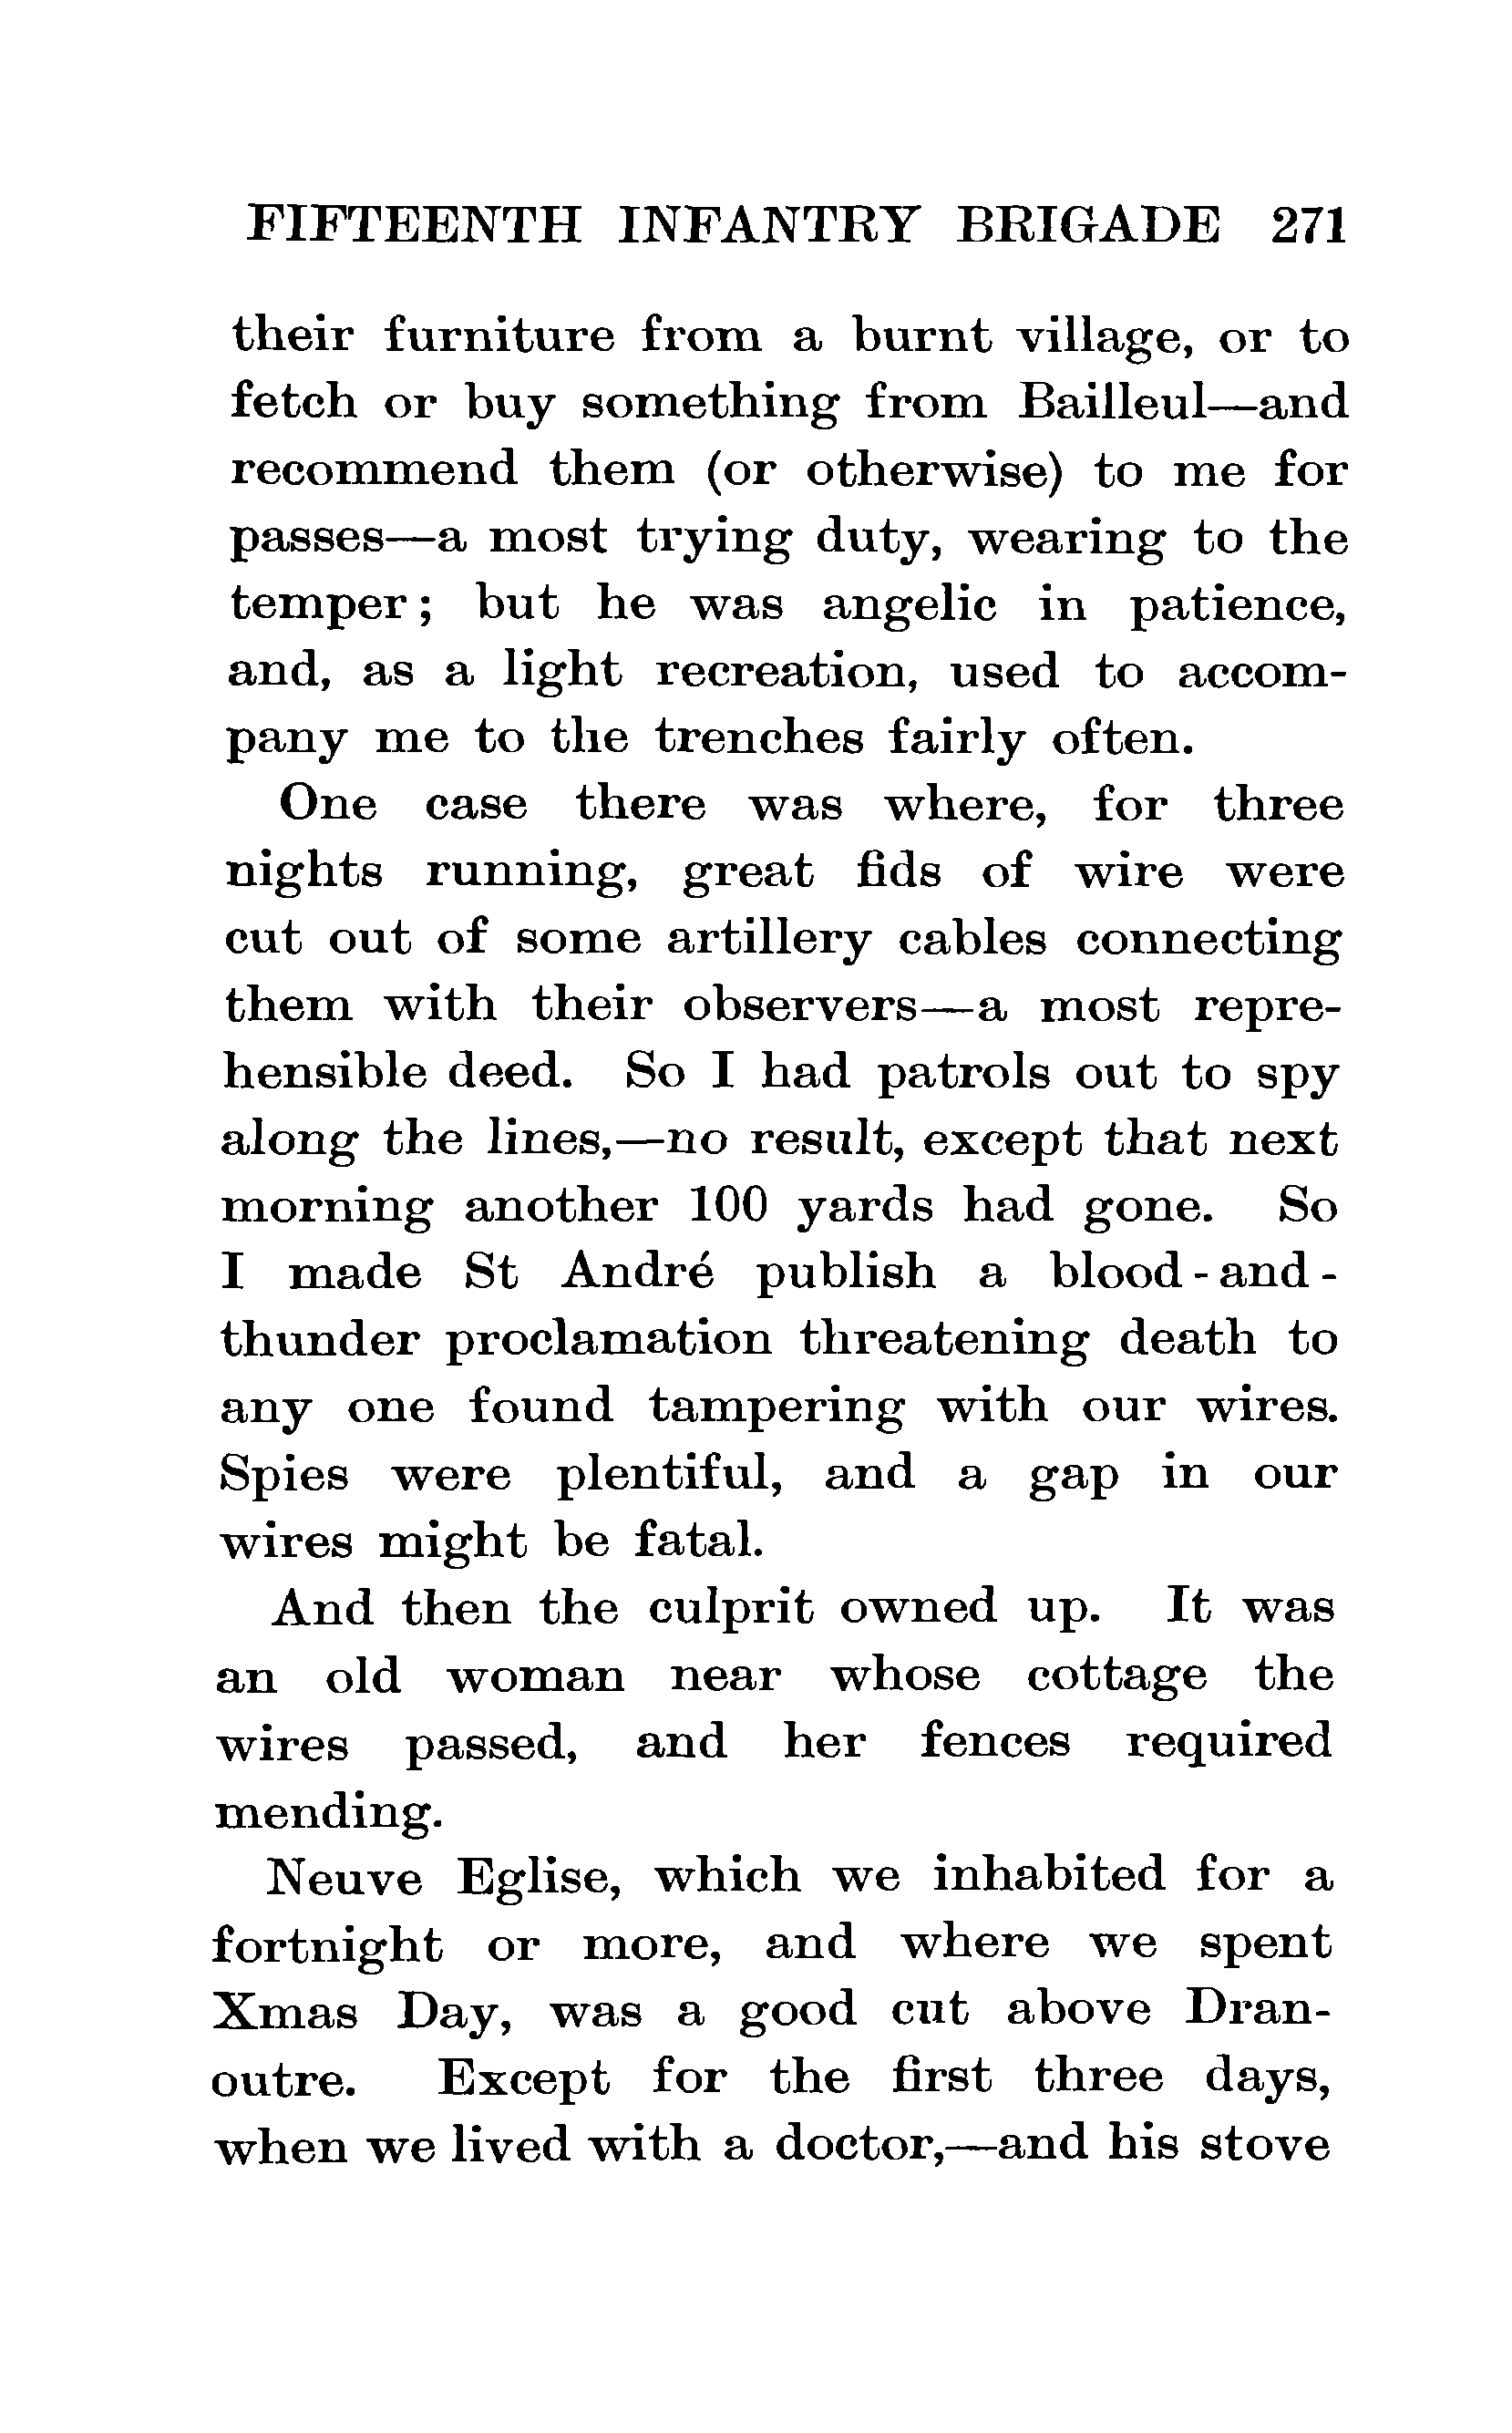 FIFTEENTH INFANTRY BRIGADE 271
their furniture from a burnt village, or to
fetch or buy something from Bailleul—and
recommend them (or otherwise) to me for
passes—a most trying duty, wearing to the
temper; but he was angelic in patience,
and, as a light recreation, used to accom-
pany me to the trenches fairly often.
One case there was where, for three
nights running, great fids of wire were
cut out of some artillery cables connecting
them with their observers—a most repre-
hensible deed. So I had patrols out to spy
along the lines,—no result, except that next
morning another 100 yards had gone. So
I made St André publish a blood-and-
thunder proclamation threatening death to
any one found tampering with our wires.
Spies were plentiful, and a gap in our
wires might be fatal.
And then the culprit owned up. It was
an old woman near whose cottage the
wires passed, and her fences required
mending.
Neuve Eglise, which we inhabited for a
fortnight or more, and where we spent
Xmas Day, was a good cut above Dran-
outre. Except for the first three days,
when we lived with a doctor,—and his stove